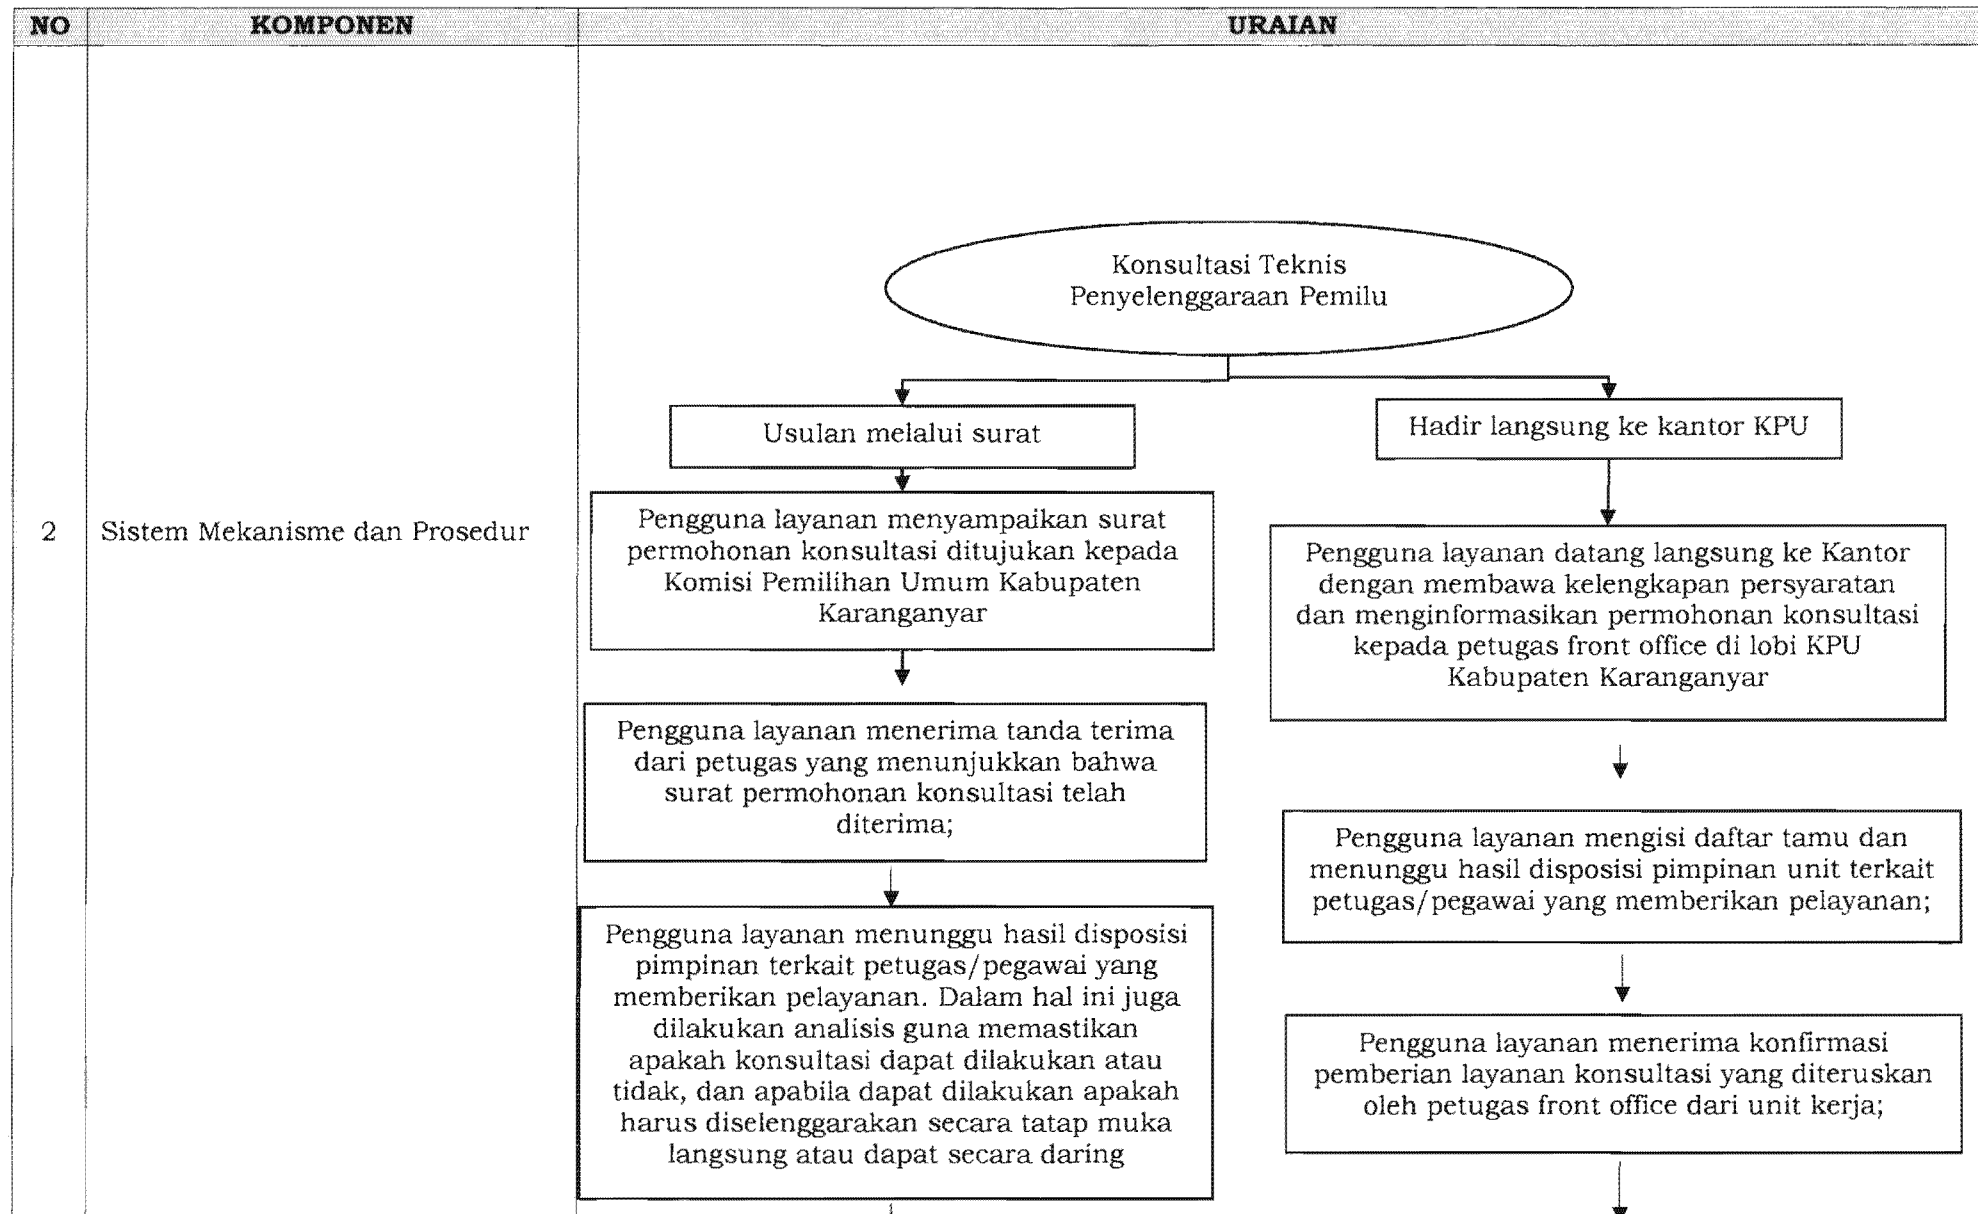 NO KOMPONEN URAIAN
2 Sistem Mekanisme dan Prosedur
Konsultasi Teknis
Penyelenggaraan Pemilu
Usulan melalui surat
Pengguna layanan menyampaikan surat
permohonan konsultasi ditujukan kepada
Komisi Pemilihan Umum Kabupaten
Karanganyar
Pengguna layanan menerima tanda terima
dari petugas yang menunjukkan bahwa
surat permohonan konsultasi telah
diterima;
Pengguna layanan menunggu hasil disposisi
pimpinan terkait petugas/pegawai yang
memberikan pelayanan. Dalam hal ini juga
dilakukan analisis guna memastikan
apakah konsultasi dapat dilakukan atau
tidak, dan apabila dapat dilakukan apakah
harus diselenggarakan secara tatap muka
langsung atau dapat secara daring
Hadir langsung ke kantor KPU
Pengguna layanan datang langsung ke Kantor
dengan membawa kelengkapan persyaratan
dan menginformasikan permohonan konsultasi
kepada petugas front office di lobi KPU
Kabupaten Karanganyar
Pengguna layanan mengisi daftar tamu dan
menunggu hasil disposisi pimpinan unit terkait
petugas/pegawai yang memberikan pelayanan;
Pengguna layanan menerima konfirmasi
pemberian layanan konsultasi yang diteruskan
oleh petugas front office dari unit kerja;